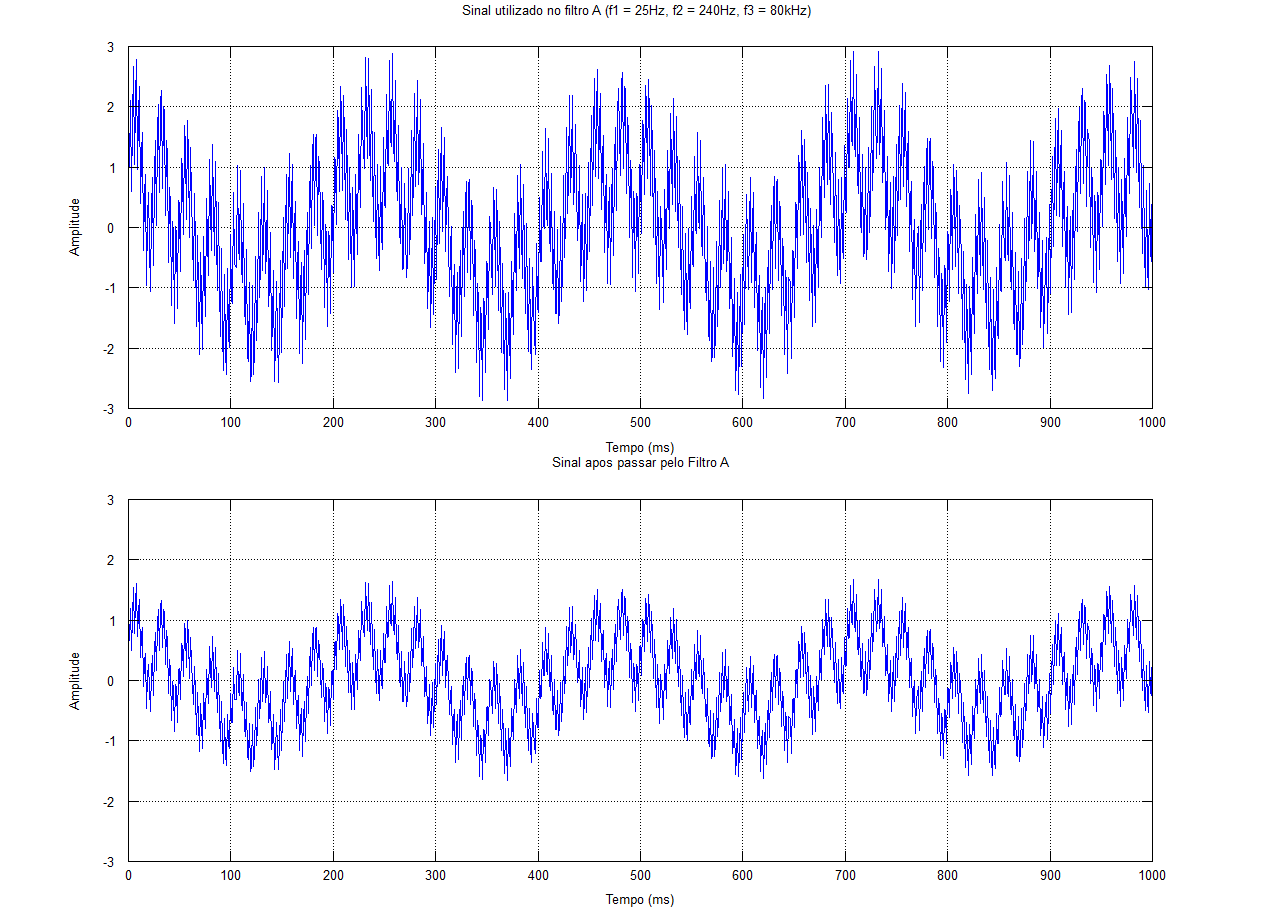 Sinal utilizado no filtro A (f1 = 25Hz, f2 = 240Hz, f3 = 80kHz)
3
2
1
0
-1
-2
-3
Amplitude
0 100 200 300 400 500 600 700 800 900 1000
Tempo (ms)
Sinal apos passar pelo Filtro A
3
2
1
0
-1
-2
-3
Amplitude
0 100 200 300 400 500 600 700 800 900 1000
Tempo (ms)